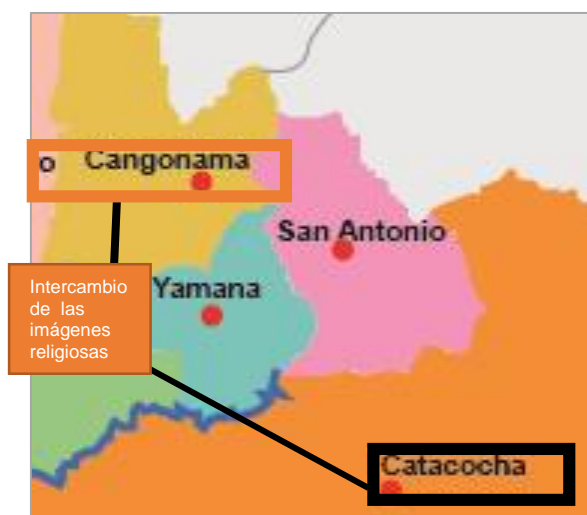 o Cangonama
San Antonio
Intercambio
de las
imágenes
religiosas
Yamana
Catacocha